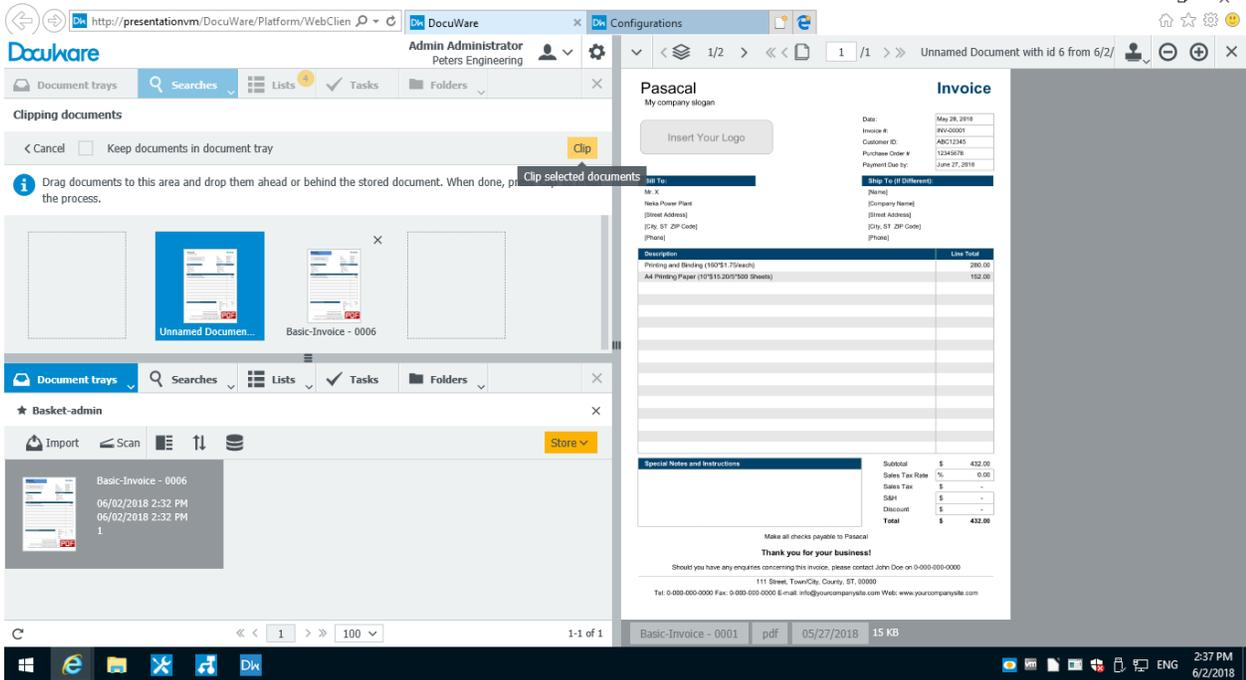 http://presentationvm/DocuWare/Platform/WebClien
DocuWare
Configurations
DocuWare
Admin Administrator
Peters Engineering
1/2
1 /1
Unnamed Document with id 6 from 6/2/
Document trays
Searches
Lists 4
Tasks
Folders
Clipping documents
Cancel
Keep documents in document tray
Clip
Clip selected documents
Drag documents to this area and drop them ahead or behind the stored document. When done,
the process.
Unnamed Documen...
Basic-Invoice - 0006
Document trays
Searches
Lists
Tasks
Folders
Basket-admin
Import
Scan
Store
Basic-Invoice - 0006
06/02/2018 2:32 PM
06/02/2018 2:32 PM
1
PDF
1
100
1-1 of 1
Pasacal
Invoice
My company slogan
Insert Your Logo
Date: May 28, 2018
Invoice #: INV-00001
Customer ID: ABC12345
Purchase Order # 12345678
Payment Due by: June 27, 2018
Bill To:
Ship To (If Different):
Mr. X
[Name]
Neka Power Plant
[Company Name]
[Street Address]
[Street Address]
[City, ST ZIP Code]
[City, ST ZIP Code]
[Phone]
[Phone]
Description
Line Total
Printing and Binding (160*$1.75/each)
280.00
A4 Printing Paper (10*$15.20/5*500 Sheets)
152.00
Special Notes and Instructions
Subtotal $ 432.00
Sales Tax Rate % 0.00
Sales Tax $ -
S&H $ -
Discount $ -
Total $ 432.00
Make all checks payable to Pasacal
Thank you for your business!
Should you have any enquiries concerning this invoice, please contact John Doe on 0-000-000-0000
111 Street, Town/City, County, ST, 00000
Tel: 0-000-000-0000 Fax: 0-000-000-0000 E-mail: info@yourcompanysite.com Web: www.yourcompanysite.com
Basic-Invoice - 0001
pdf
05/27/2018
15 KB
ENG
2:37 PM
6/2/2018